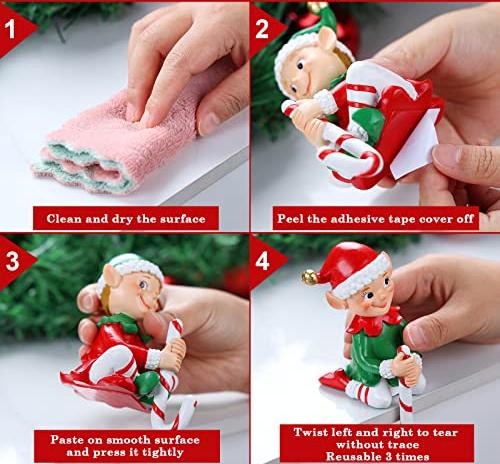 1
Clean and dry the surface
2
Peel the adhesive tape cover off
3
Paste on smooth surface
and press it tightly
4
Twist left and right to tear
without trace
Reusable 3 times